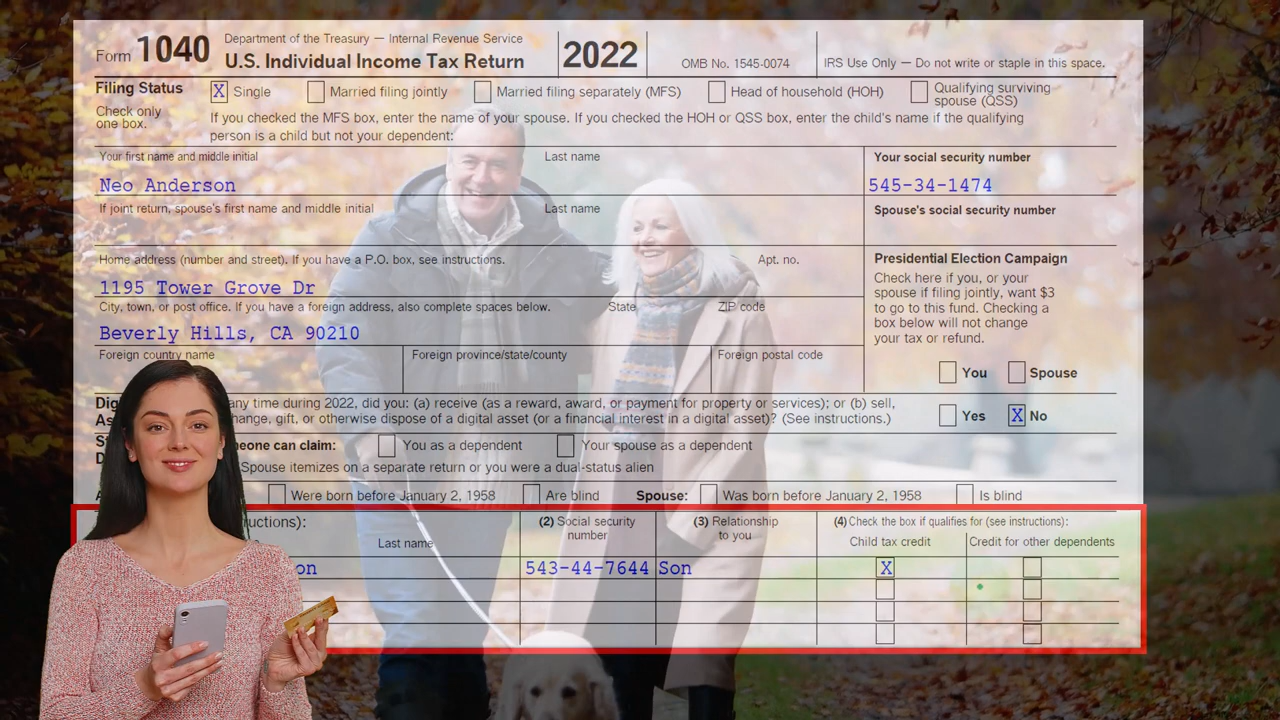 Form 1040 Department of the Treasury — Internal Revenue Service
U.S. Individual Income Tax Return 2022 OMB No. 1545-0074 IRS Use Only — Do not write or staple in this space.
Filing Status X Single Married filing jointly Married filing separately (MFS) Head of household (HOH) Qualifying surviving
spouse (QSS)
Check only
one box.
If you checked the MFS box, enter the name of your spouse. If you checked the HOH or QSS box, enter the child's name if the qualifying
person is a child but not your dependent:
Your first name and middle initial Last name Your social security number
Neo Anderson 545-34-1474
If joint return, spouse's first name and middle initial Last name Spouse's social security number
Home address (number and street). If you have a P.O. box, see instructions. Apt. no.
1195 Tower Grove Dr
City, town, or post office. If you have a foreign address, also complete spaces below. State ZIP code
Beverly Hills, CA 90210
Foreign country name Foreign province/state/county Foreign postal code
Presidential Election Campaign
Check here if you, or your
spouse if filing jointly, want $3
to go to this fund. Checking a
box below will not change
your tax or refund.
You Spouse
any time during 2022, did you: (a) receive (as a reward, award, or payment for property or services); or (b) sell,
gift, or otherwise dispose of a digital asset (or a financial interest in a digital asset)? (See instructions.) Yes X No
can claim: You as a dependent Your spouse as a dependent
Spouse itemizes on a separate return or you were a dual-status alien
Were born before January 2, 1958 Are blind Spouse: Was born before January 2, 1958 Is blind
(2) Social security
number
(3) Relationship
to you
(4) Check the box if qualifies for (see instructions):
Last name Child tax credit Credit for other dependents
543-44-7644 Son X